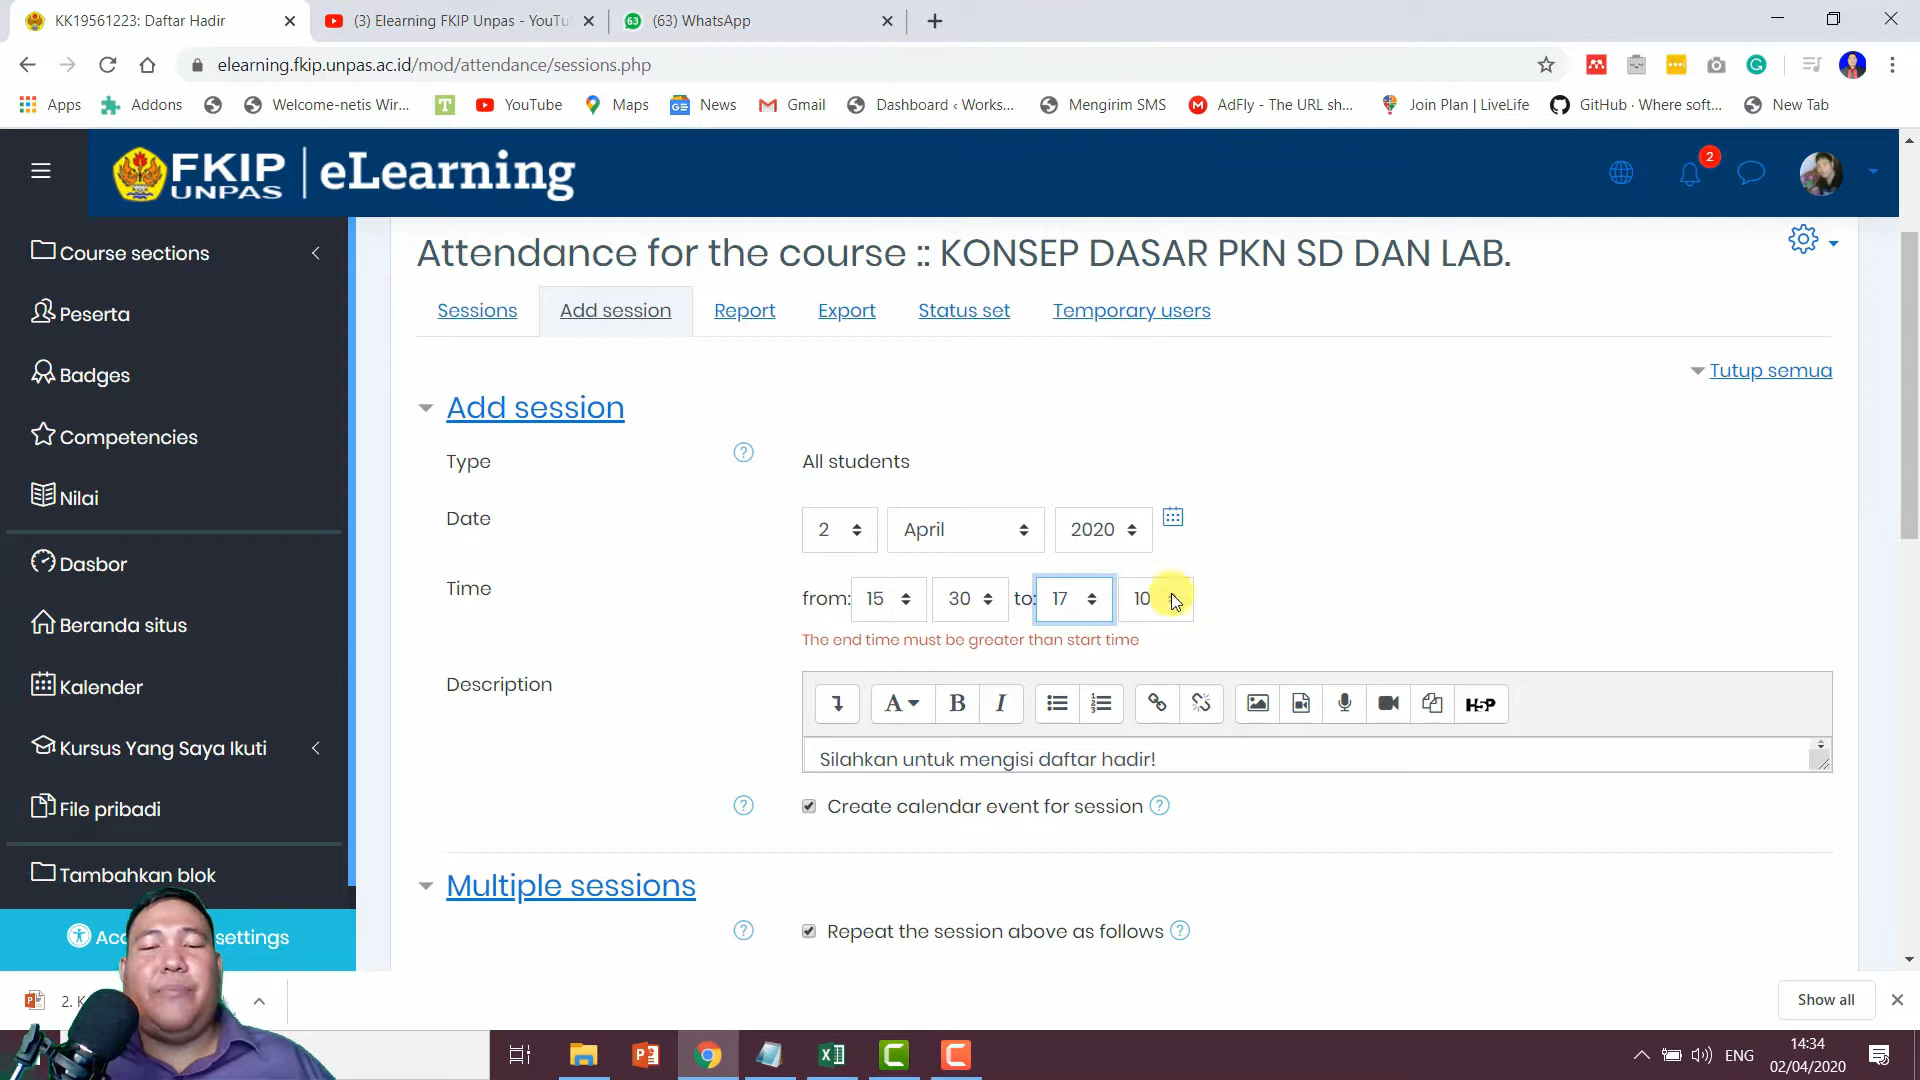 KK19561223: Daftar Hadir
(3) Elearning FKIP Unpas - YouTu
63
(63) WhatsApp
elearning.fkip.unpas.ac.id/mod/attendance/sessions.php
Apps
Addons
Welcome-netis Wir...
T
YouTube
Maps
News
Gmail
Dashboard ‹ Works...
Mengirim SMS
AdFly - The URL sh...
Join Plan | LiveLife
GitHub · Where soft...
New Tab
FKIP UNPAS | eLearning
2
Course sections
Peserta
Badges
Competencies
Nilai
Dasbor
Beranda situs
Kalender
Kursus Yang Saya Ikuti
File pribadi
Tambahkan blok
settings
Attendance for the course :: KONSEP DASAR PKN SD DAN LAB.
Sessions Add session Report Export Status set Temporary users
Tutup semua
Add session
Type ? All students
Date 2 April 2020
Time from: 15 30 to: 17 10
The end time must be greater than start time
Description
A B I H5P
Silahkan untuk mengisi daftar hadir!
? Create calendar event for session ?
Multiple sessions
? Repeat the session above as follows ?
2.
Show all
ENG
14:34
02/04/2020